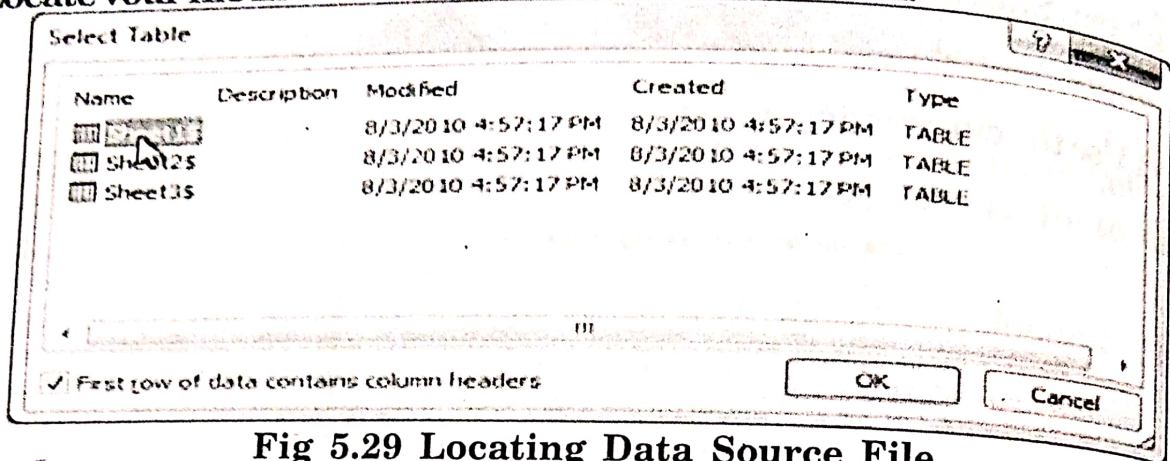 Select Table
Name Description Modified Created Type
8/3/2010 4:57:17 PM 8/3/2010 4:57:17 PM TABLE
Sheet2$ 8/3/2010 4:57:17 PM 8/3/2010 4:57:17 PM TABLE
Sheet3$ 8/3/2010 4:57:17 PM 8/3/2010 4:57:17 PM TABLE
First row of data contains column headers OK Cancel
Fig 5.29 Locating Data Source File